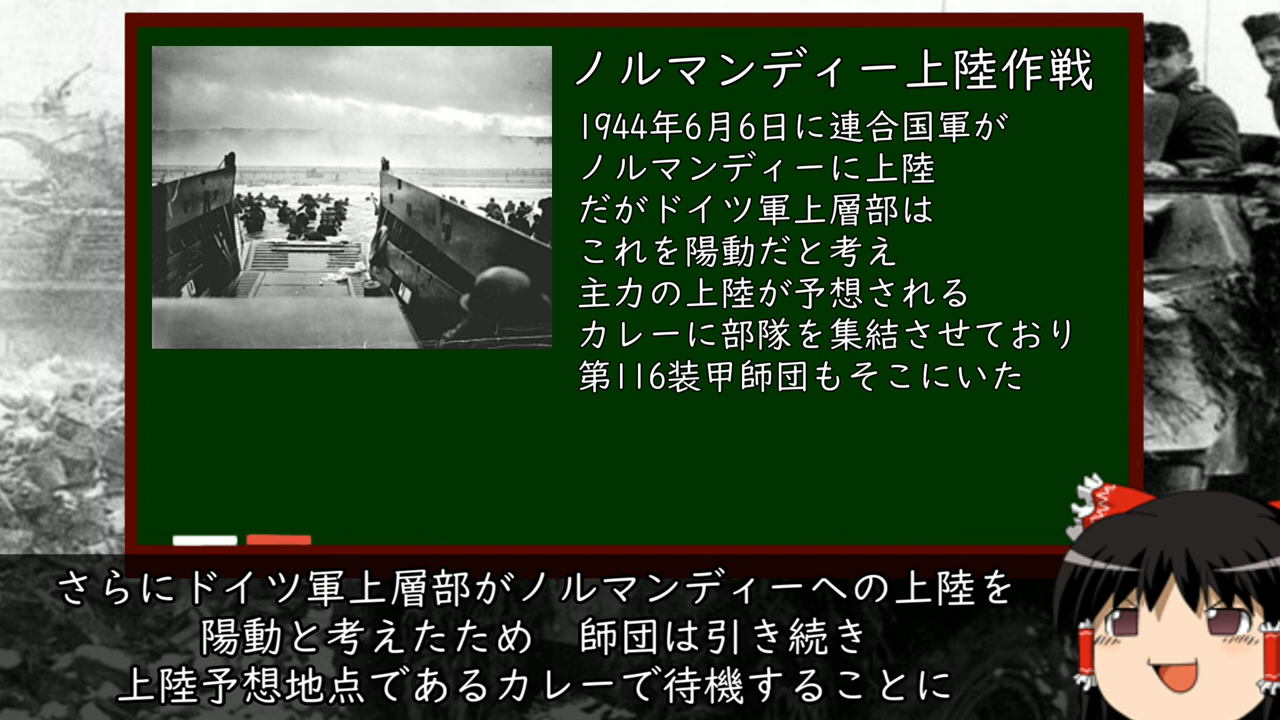 ノルマンディー上陸作戦
1944年6月6日に連合国軍が
ノルマンディーに上陸
だがドイツ軍上層部は
これを陽動だと考え
主力の上陸が予想される
カレーに部隊を集結させており
第116装甲師団もそこにいた
さらにドイツ軍上層部がノルマンディーへの上陸を
陽動と考えたため　師団は引き続き
上陸予想地点であるカレーで待機することに